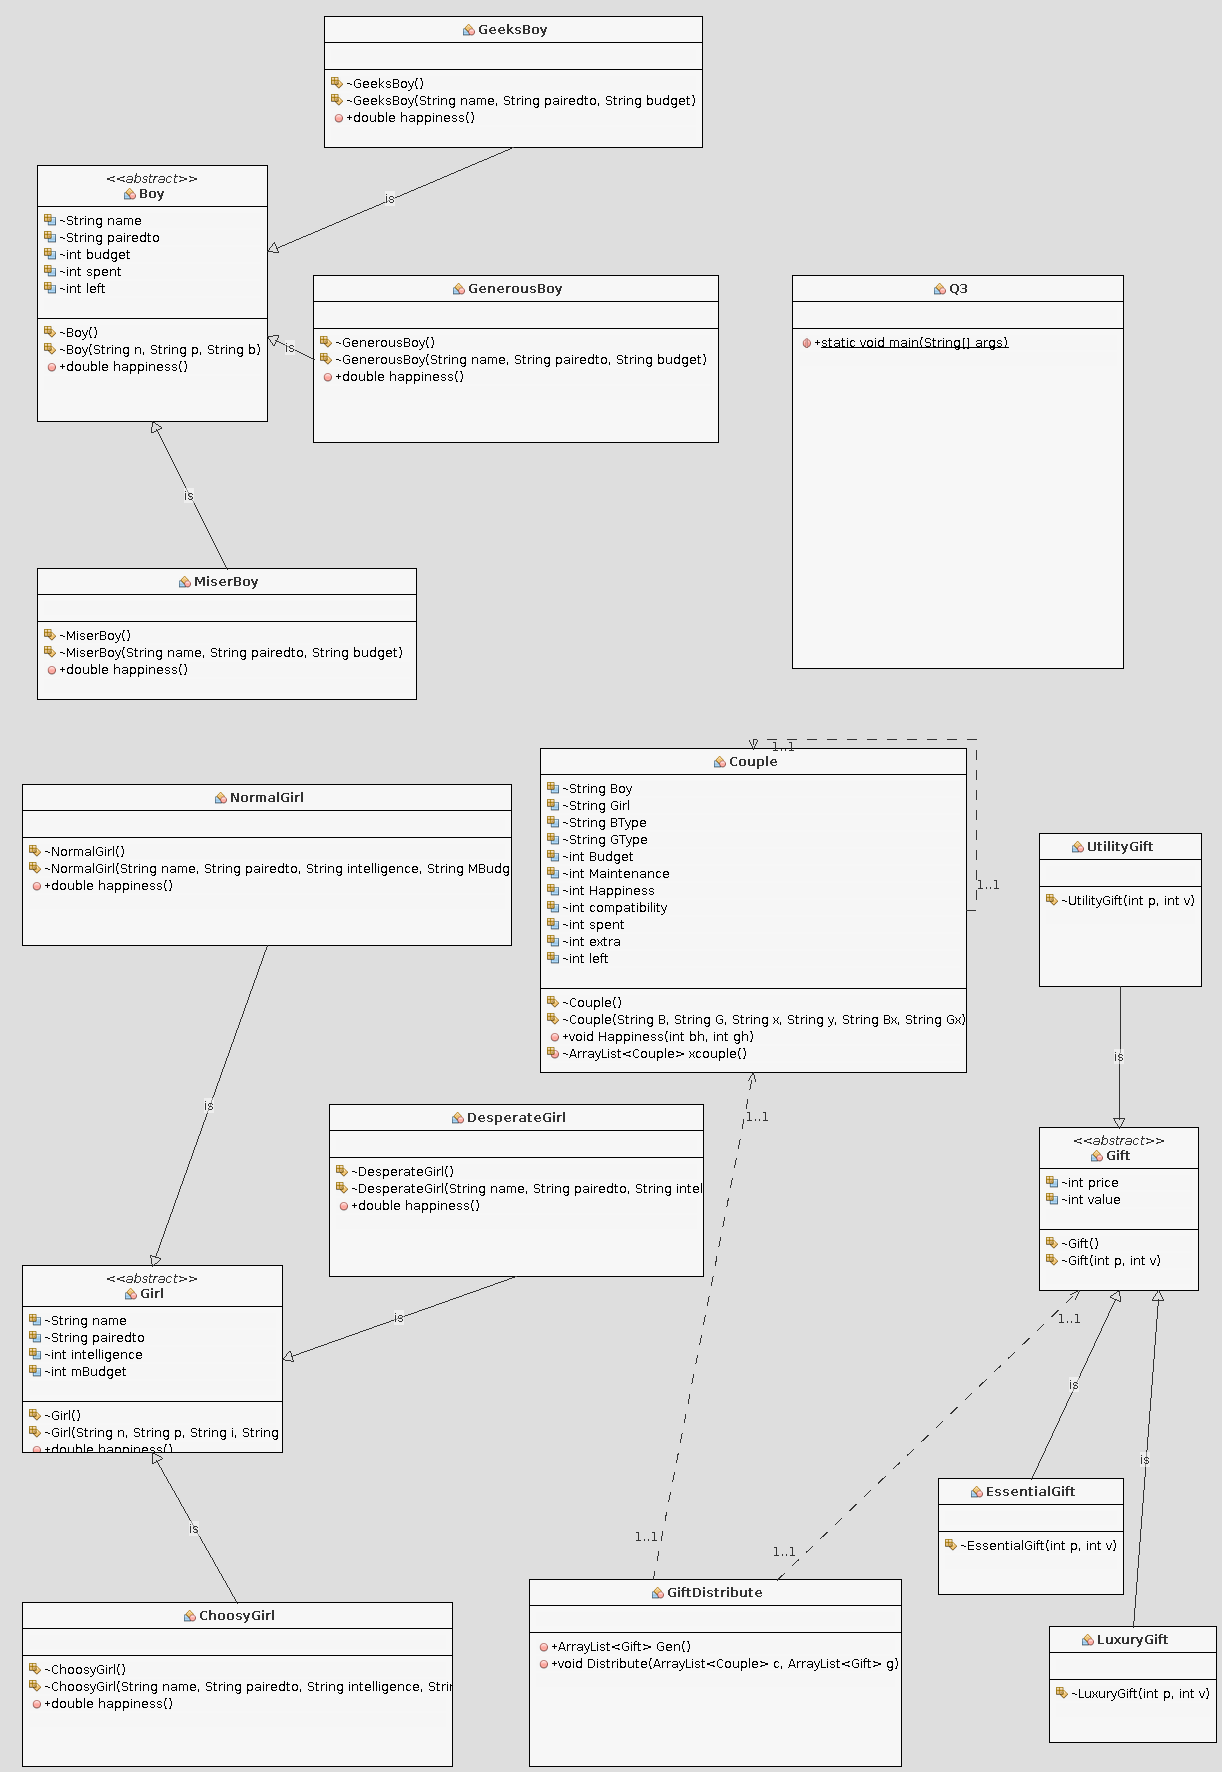 GeeksBoy
~GeeksBoy()
~GeeksBoy(String name, String pairedto, String budget)
+double happiness()
<<abstract>>
Boy
~String name
~String pairedto
~int budget
~int spent
~int left
~Boy()
~Boy(String n, String p, String b)
+double happiness()
is
GenerousBoy
~GenerousBoy()
~GenerousBoy(String name, String pairedto, String budget)
+double happiness()
is
Q3
+static void main(String[] args)
is
MiserBoy
~MiserBoy()
~MiserBoy(String name, String pairedto, String budget)
+double happiness()
1..1
Couple
~String Boy
~String Girl
~String BType
~String GType
~int Budget
~int Maintenance
~int Happiness
~int compatibility
~int spent
~int extra
~int left
~Couple()
~Couple(String B, String G, String x, String y, String Bx, String Gx)
+void Happiness(int bh, int gh)
~ArrayList<Couple> xcouple()
1..1
NormalGirl
~NormalGirl()
~NormalGirl(String name, String pairedto, String intelligence, String MBudg
+double happiness()
UtilityGift
~UtilityGift(int p, int v)
is
is
1..1
DesperateGirl
~DesperateGirl()
~DesperateGirl(String name, String pairedto, String intel
+double happiness()
<<abstract>>
Gift
~int price
~int value
~Gift()
~Gift(int p, int v)
1..1
<<abstract>>
Girl
~String name
~String pairedto
~int intelligence
~int mBudget
~Girl()
~Girl(String n, String p, String i, String
+double happiness()
is
is
is
EssentialGift
~EssentialGift(int p, int v)
is
1..1
1..1
GiftDistribute
+ArrayList<Gift> Gen()
+void Distribute(ArrayList<Couple> c, ArrayList<Gift> g)
ChoosyGirl
~ChoosyGirl()
~ChoosyGirl(String name, String pairedto, String intelligence, Strin
+double happiness()
LuxuryGift
~LuxuryGift(int p, int v)